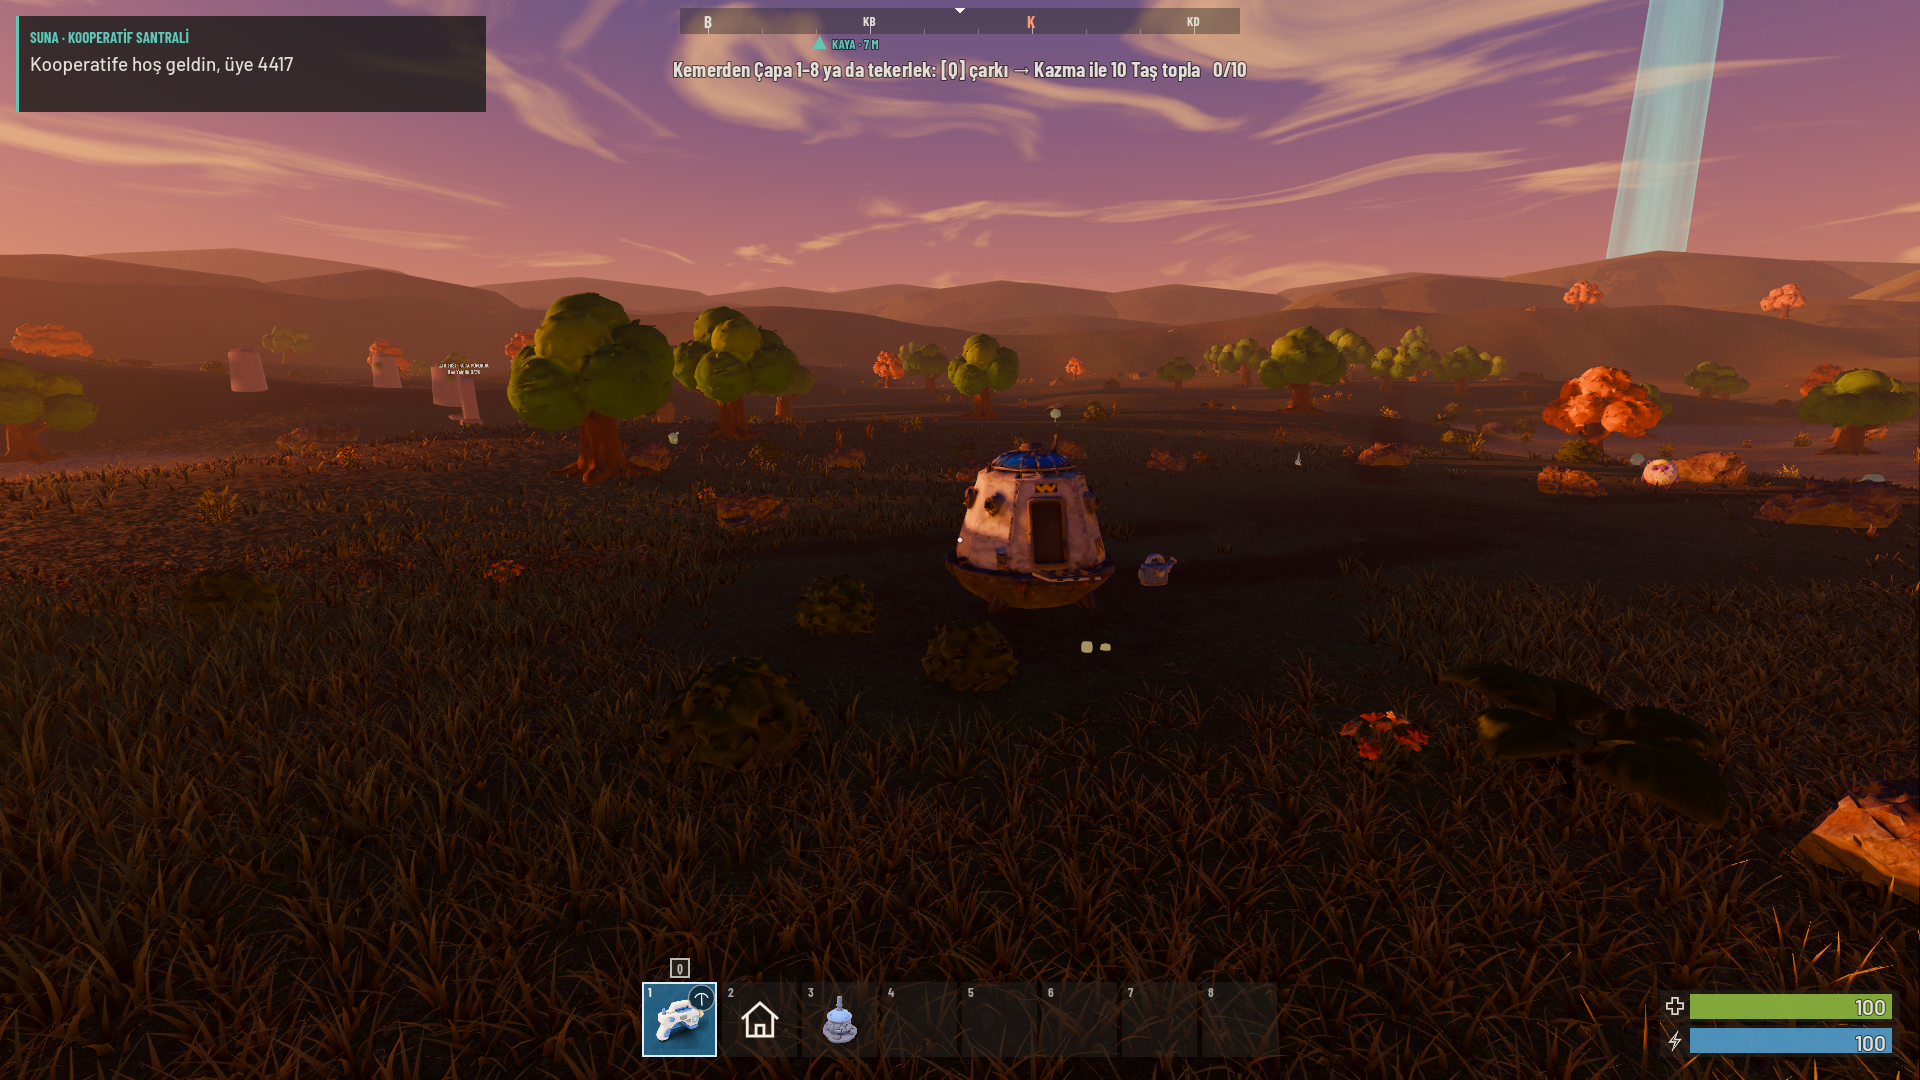 SUNA · KOOPERATİF SANTRALİ
Kooperatife hoş geldin, üye 4417
B KB K KD
KAYA · 7 M
Kemerden Çapa 1-8 ya da tekerlek: [Q] çarkı → Kazma ile 10 Taş topla 0/10
Q
1 2 3 4 5 6 7 8
100
100